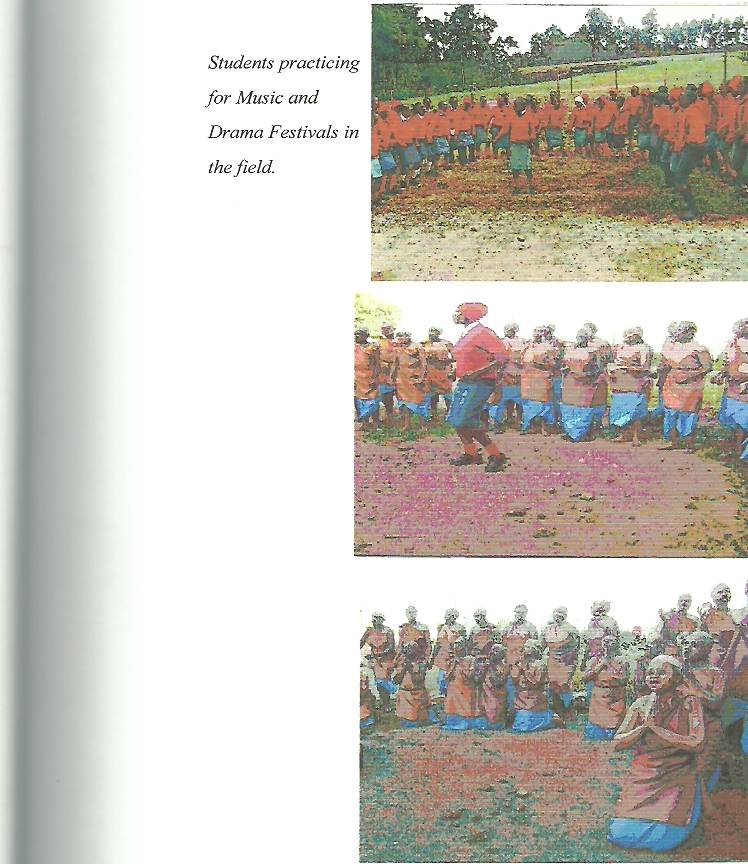 Students practicing
for Music and
Drama Festivals in
the field.